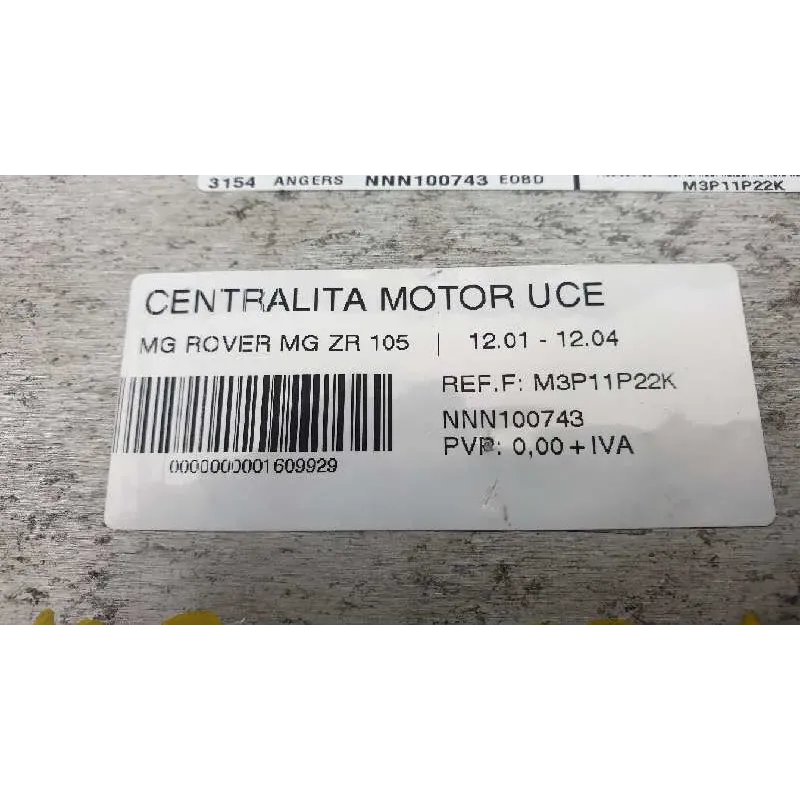 3154 ANGERS NNN100743 EOBD
M3P11P22K
CENTRALITA MOTOR UCE
MG ROVER MG ZR 105 | 12.01 - 12.04
REF.F: M3P11P22K
NNN100743
PVP: 0,00+IVA
0000000001609929